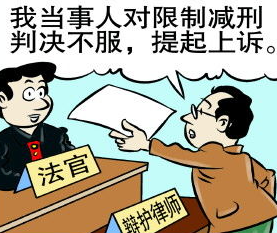 我当事人对限制减刑
判决不服，提起上诉。
法官
辩护律师